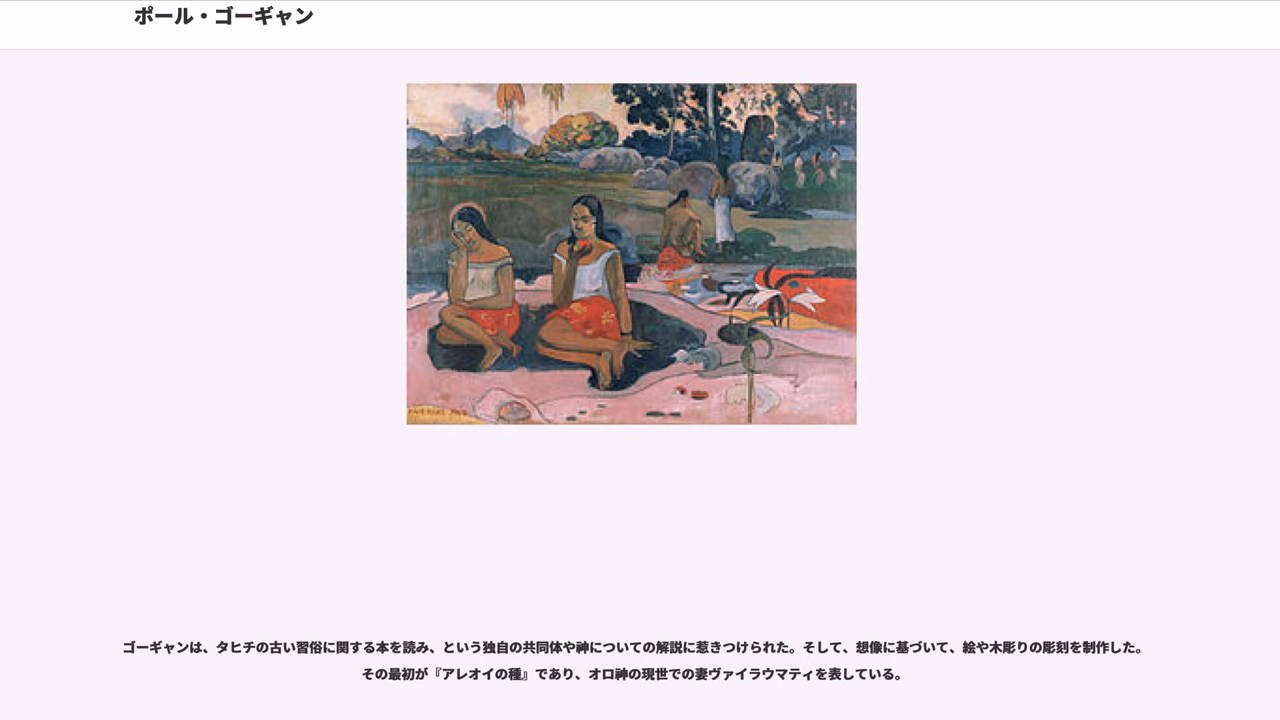 ポール・ゴーギャン
ゴーギャンは、タヒチの古い習俗に関する本を読み、という独自の共同体や神についての解説に惹きつけられた。そして、想像に基づいて、絵や木彫りの彫刻を制作した。
その最初が『アレオイの種』であり、オロ神の現世での妻ヴァイラウマティを表している。